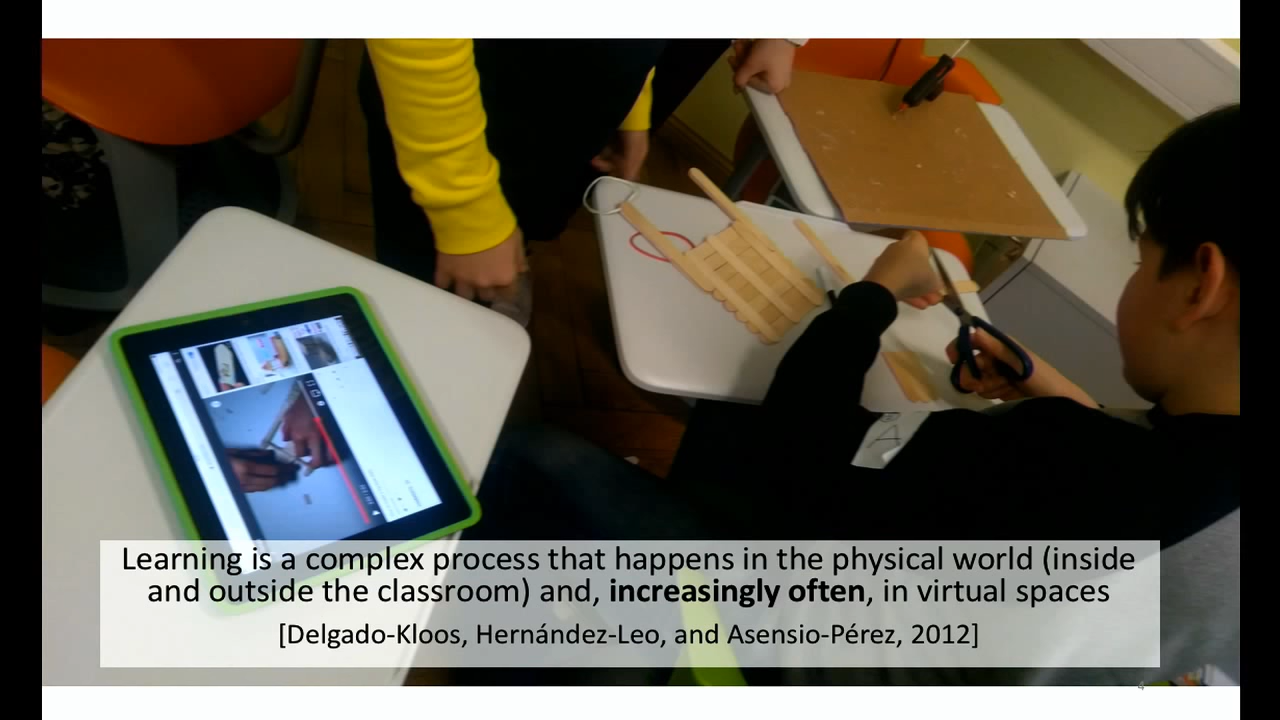 A
Learning is a complex process that happens in the physical world (inside
and outside the classroom) and, increasingly often, in virtual spaces
[Delgado-Kloos, Hernández-Leo, and Asensio-Pérez, 2012]
4